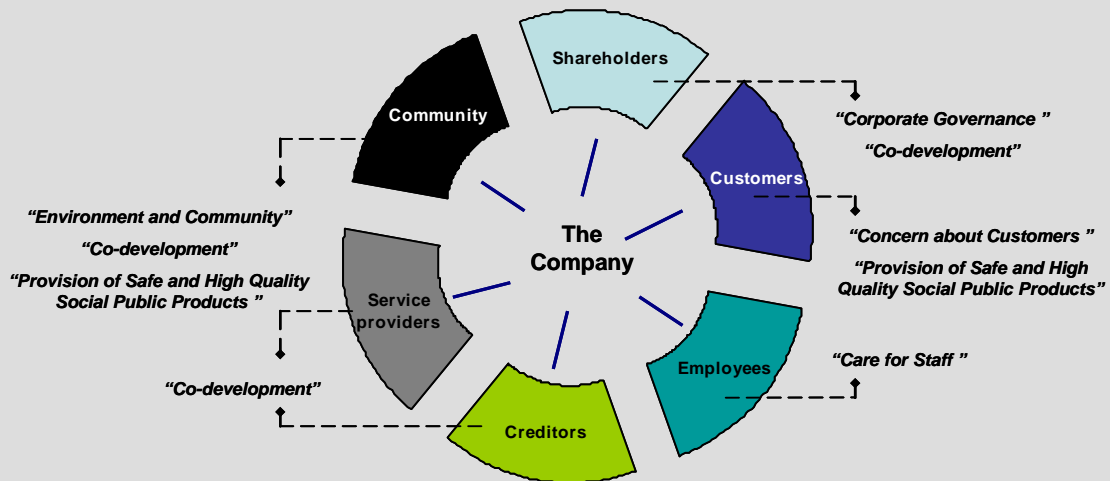 Shareholders
Community
“Corporate Governance ”
“Co-development”
Customers
“Environment and Community”
“Co-development”
“Provision of Safe and High Quality
Social Public Products ”
The
Company
“Concern about Customers ”
“Provision of Safe and High
Quality Social Public Products”
Service
providers
Employees
“Care for Staff ”
“Co-development”
Creditors